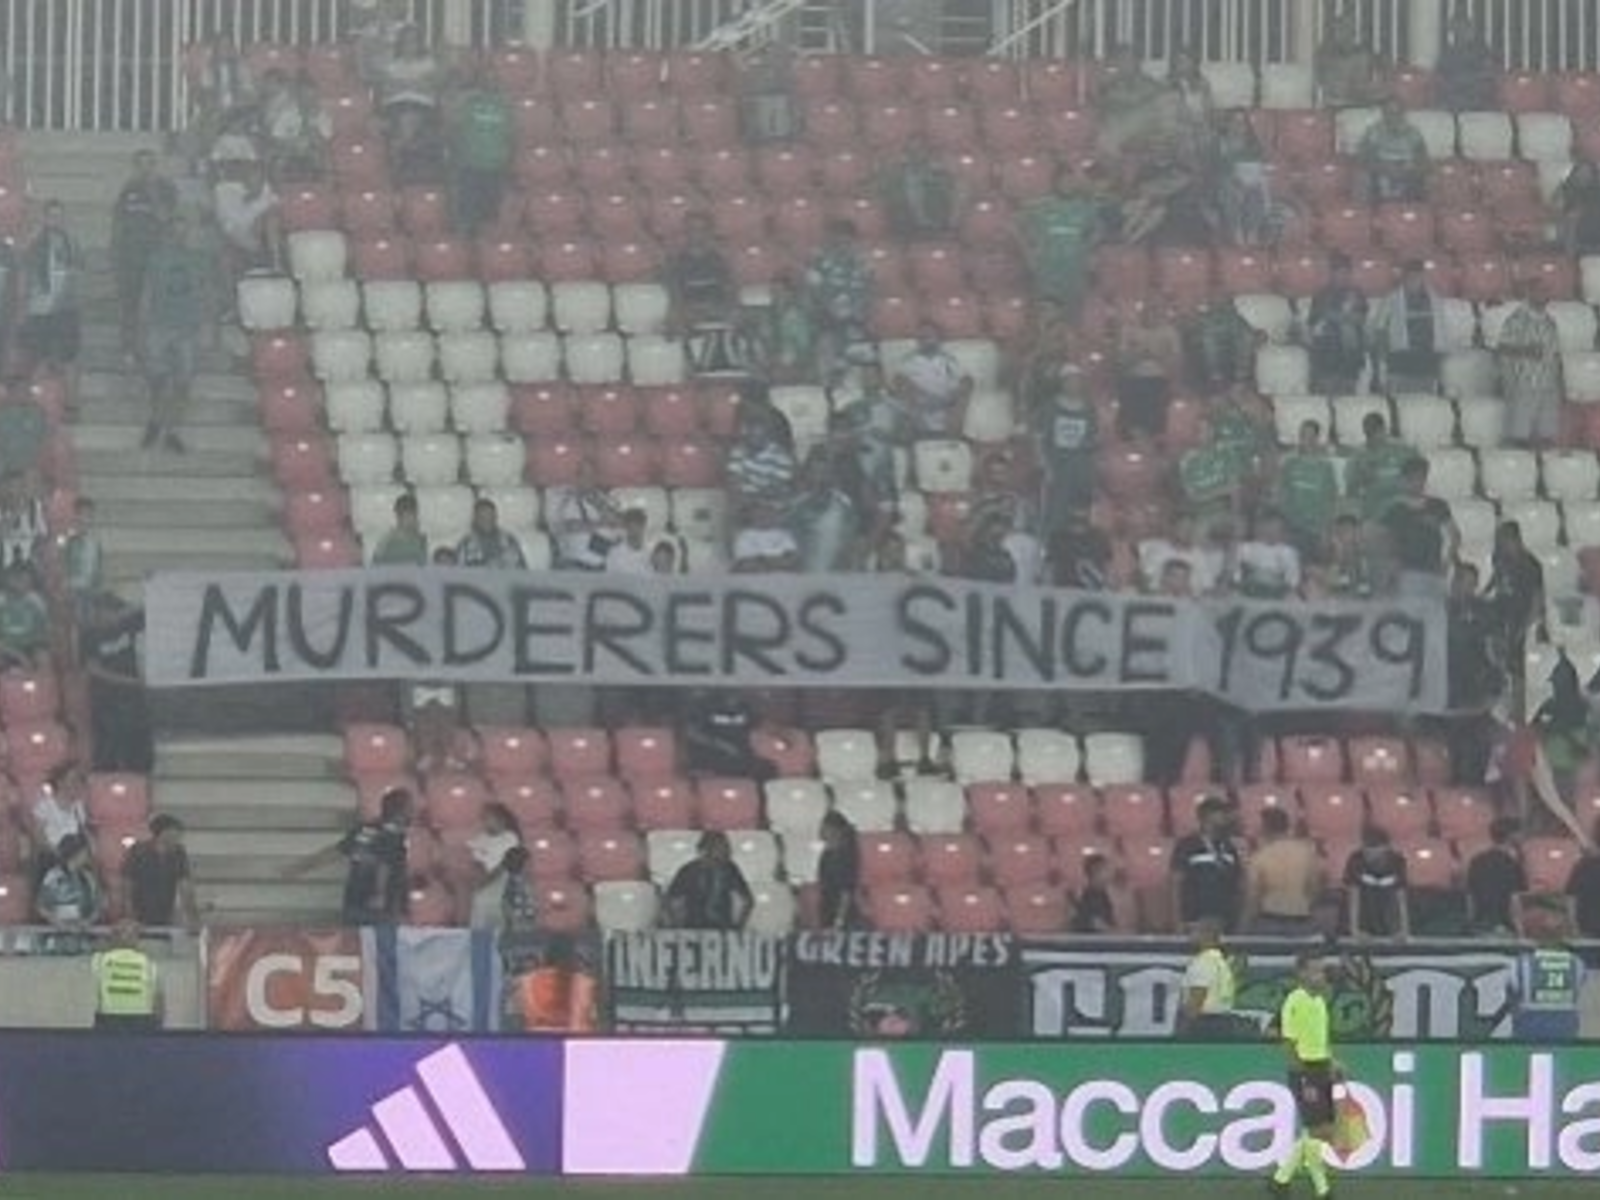 MURDERERS SINCE 1939
C5
INFERNO
GREEN APES
Maccabi Ha